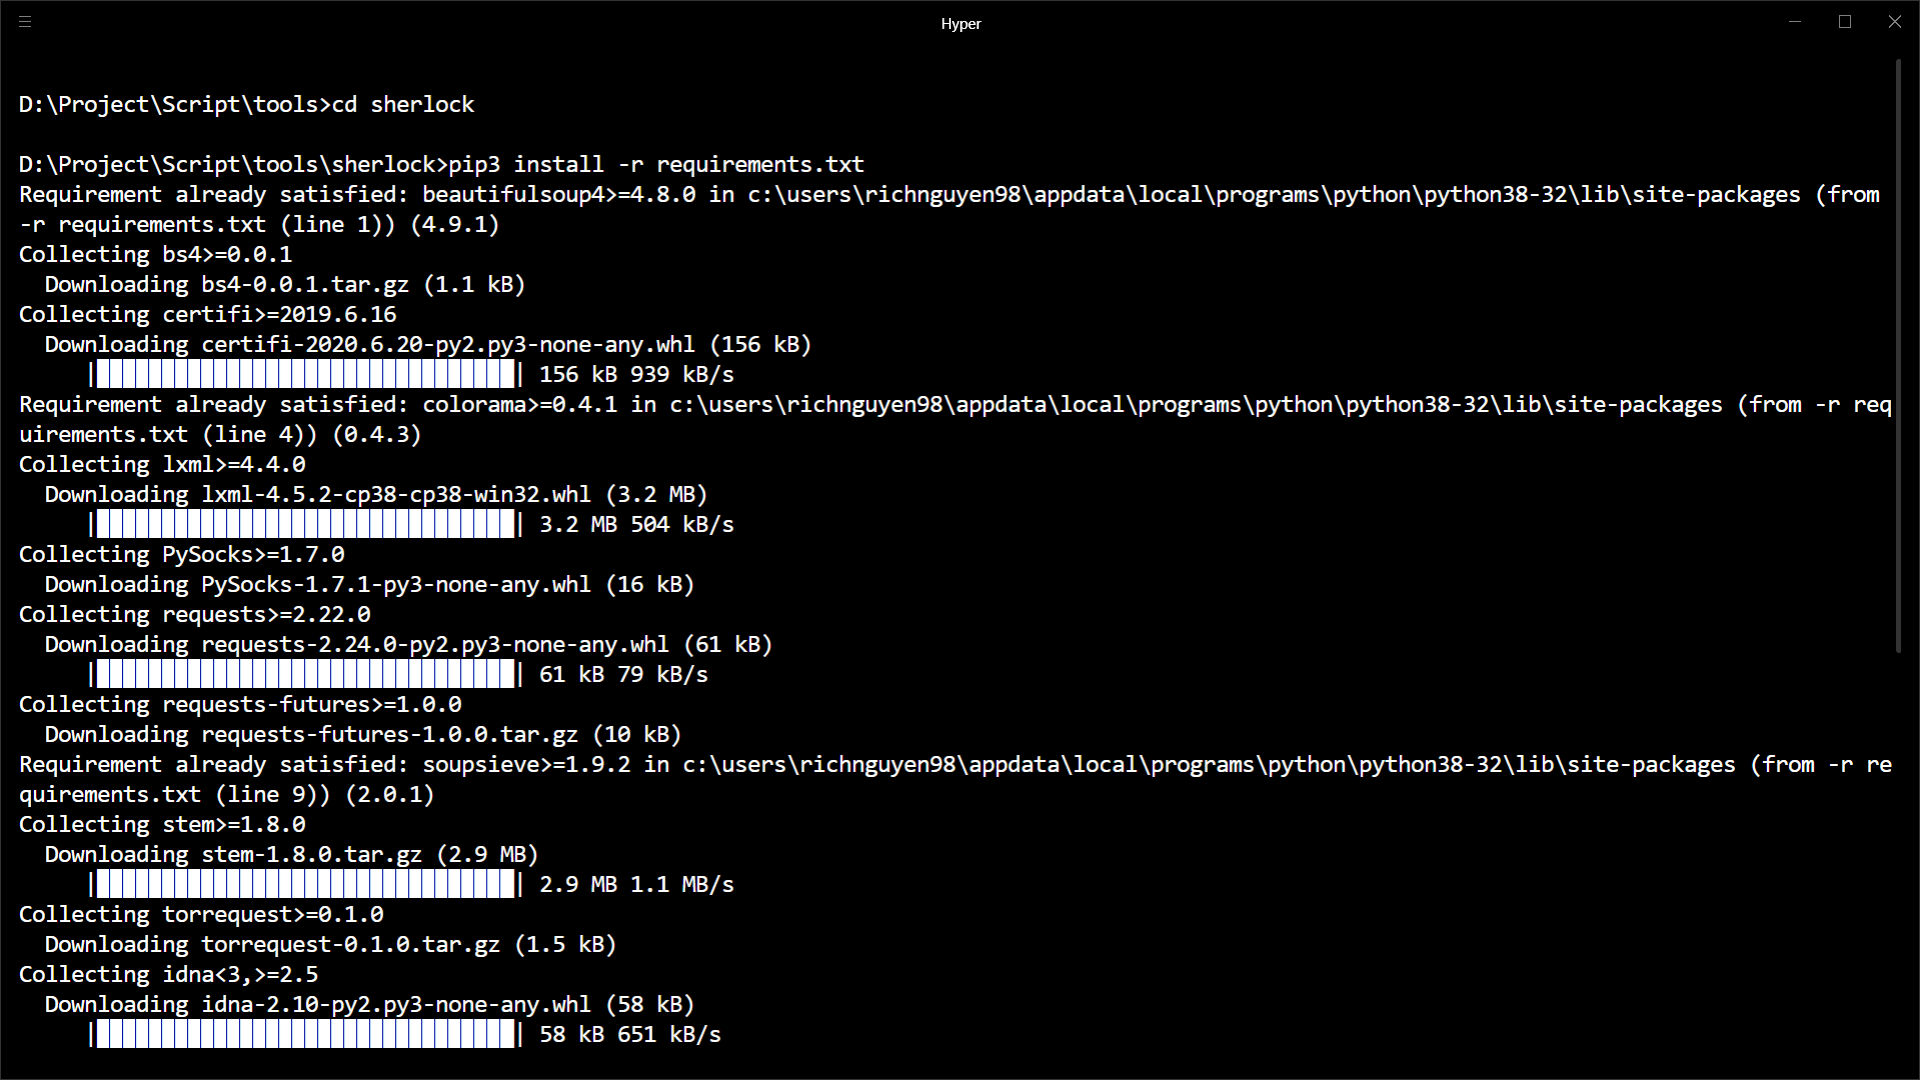 Hyper
D:\Project\Script\tools>cd sherlock
D:\Project\Script\tools\sherlock>pip3 install -r requirements.txt
Requirement already satisfied: beautifulsoup4>=4.8.0 in c:\users\richnguyen98\appdata\local\programs\python\python38-32\lib\site-packages (from
-r requirements.txt (line 1)) (4.9.1)
Collecting bs4>=0.0.1
  Downloading bs4-0.0.1.tar.gz (1.1 kB)
Collecting certifi>=2019.6.16
  Downloading certifi-2020.6.20-py2.py3-none-any.whl (156 kB)
     |████████████████████████████████| 156 kB 939 kB/s
Requirement already satisfied: colorama>=0.4.1 in c:\users\richnguyen98\appdata\local\programs\python\python38-32\lib\site-packages (from -r req
uirements.txt (line 4)) (0.4.3)
Collecting lxml>=4.4.0
  Downloading lxml-4.5.2-cp38-cp38-win32.whl (3.2 MB)
     |████████████████████████████████| 3.2 MB 504 kB/s
Collecting PySocks>=1.7.0
  Downloading PySocks-1.7.1-py3-none-any.whl (16 kB)
Collecting requests>=2.22.0
  Downloading requests-2.24.0-py2.py3-none-any.whl (61 kB)
     |████████████████████████████████| 61 kB 79 kB/s
Collecting requests-futures>=1.0.0
  Downloading requests-futures-1.0.0.tar.gz (10 kB)
Requirement already satisfied: soupsieve>=1.9.2 in c:\users\richnguyen98\appdata\local\programs\python\python38-32\lib\site-packages (from -r re
quirements.txt (line 9)) (2.0.1)
Collecting stem>=1.8.0
  Downloading stem-1.8.0.tar.gz (2.9 MB)
     |████████████████████████████████| 2.9 MB 1.1 MB/s
Collecting torrequest>=0.1.0
  Downloading torrequest-0.1.0.tar.gz (1.5 kB)
Collecting idna<3,>=2.5
  Downloading idna-2.10-py2.py3-none-any.whl (58 kB)
     |████████████████████████████████| 58 kB 651 kB/s